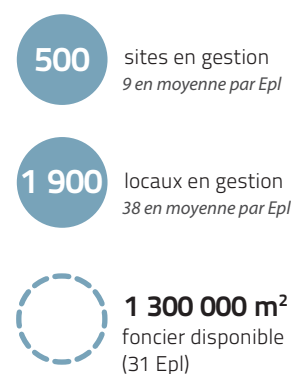 500
sites en gestion
9 en moyenne par Epl
1 900
locaux en gestion
38 en moyenne par Epl
1 300 000 m²
foncier disponible
(31 Epl)